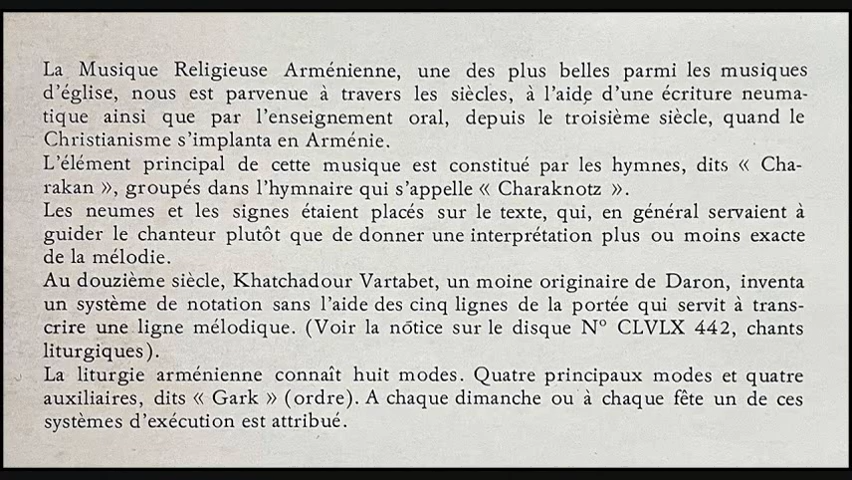 La Musique Religieuse Arménienne, une des plus belles parmi les musiques
d'église, nous est parvenue à travers les siècles, à l'aide d'une écriture neuma-
tique ainsi que par l'enseignement oral, depuis le troisième siècle, quand le
Christianisme s'implanta en Arménie.
L'élément principal de cette musique est constitué par les hymnes, dits « Cha-
rakan », groupés dans l'hymnaire qui s'appelle « Charaknotz ».
Les neumes et les signes étaient placés sur le texte, qui, en général servaient à
guider le chanteur plutôt que de donner une interprétation plus ou moins exacte
de la mélodie.
Au douzième siècle, Khatchadour Vartabet, un moine originaire de Daron, inventa
un système de notation sans l'aide des cinq lignes de la portée qui servit à trans-
crire une ligne mélodique. (Voir la notice sur le disque N° CLVLX 442, chants
liturgiques).
La liturgie arménienne connaît huit modes. Quatre principaux modes et quatre
auxiliaires, dits « Gark » (ordre). A chaque dimanche ou à chaque fête un de ces
systèmes d'exécution est attribué.